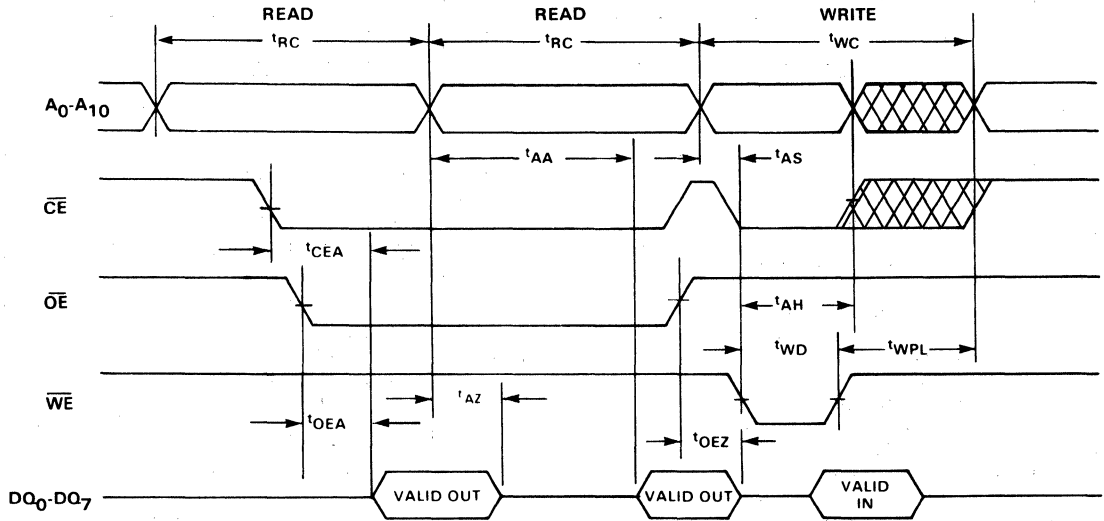 READ READ WRITE
tRC tRC tWC
A0-A10
tAA tAS
CE
tCEA
OE
tAH
tWD tWPL
WE
tAZ
tOEA tOEZ
DQ0-DQ7 VALID OUT VALID OUT VALID IN